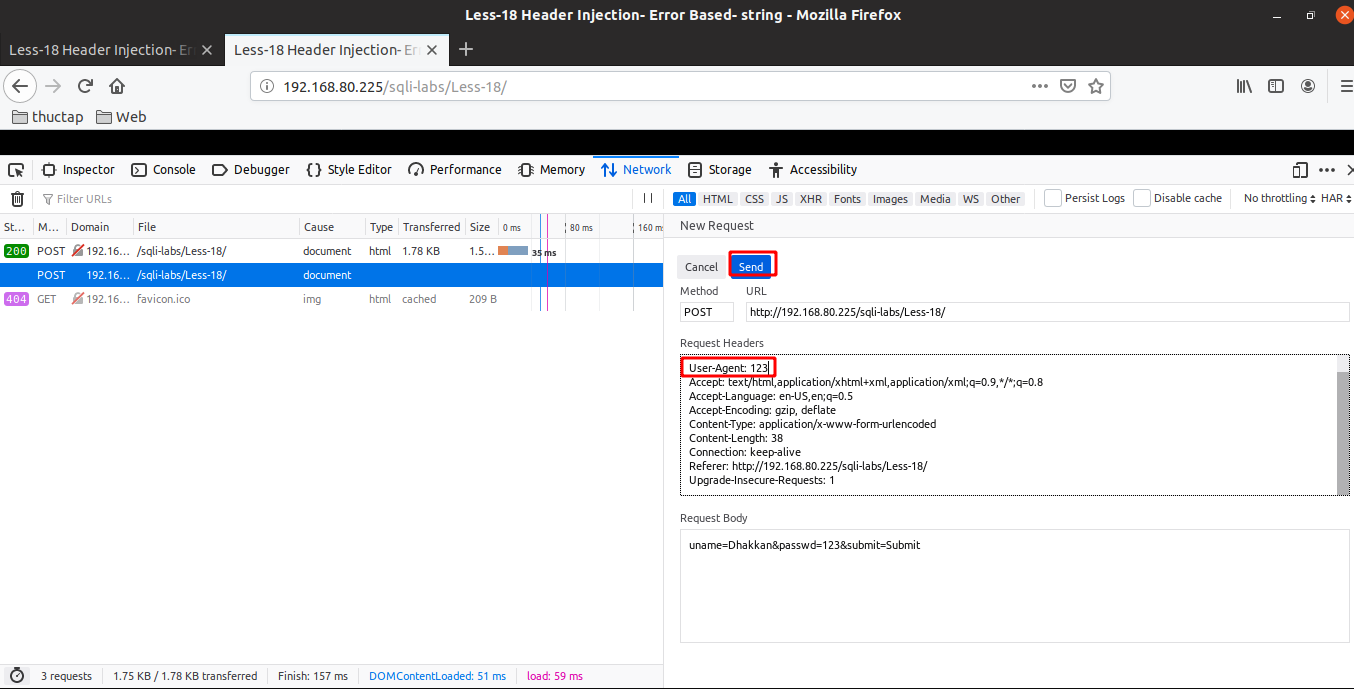 Less-18 Header Injection- Error Based- string - Mozilla Firefox
Less-18 Header Injection- Er
Less-18 Header Injection- Er
192.168.80.225/sqli-labs/Less-18/
thuctap Web
Inspector Console Debugger Style Editor Performance Memory Network Storage Accessibility
Filter URLs
All HTML CSS JS XHR Fonts Images Media WS Other Persist Logs Disable cache No throttling HAR
St... M... Domain File Cause Type Transferred Size 0 ms 80 ms 160 ms
200 POST 192.16... /sqli-labs/Less-18/ document html 1.78 KB 1.5... 35 ms
POST 192.16... /sqli-labs/Less-18/ document
404 GET 192.16... favicon.ico img html cached 209 B
New Request
Cancel Send
Method URL
POST http://192.168.80.225/sqli-labs/Less-18/
Request Headers
User-Agent: 123
Accept: text/html,application/xhtml+xml,application/xml;q=0.9,*/*;q=0.8
Accept-Language: en-US,en;q=0.5
Accept-Encoding: gzip, deflate
Content-Type: application/x-www-form-urlencoded
Content-Length: 38
Connection: keep-alive
Referer: http://192.168.80.225/sqli-labs/Less-18/
Upgrade-Insecure-Requests: 1
Request Body
uname=Dhakkan&passwd=123&submit=Submit
3 requests 1.75 KB / 1.78 KB transferred Finish: 157 ms DOMContentLoaded: 51 ms load: 59 ms